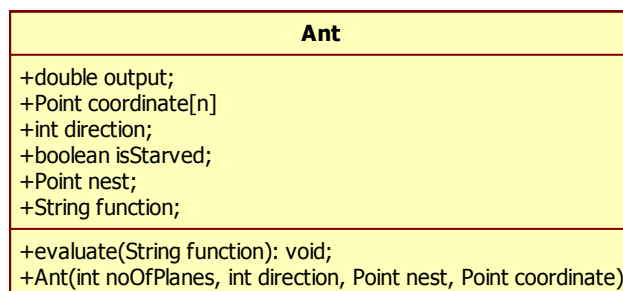 Ant
+double output;
+Point coordinate[n]
+int direction;
+boolean isStarved;
+Point nest;
+String function;
+evaluate(String function): void;
+Ant(int noOfPlanes, int direction, Point nest, Point coordinate)